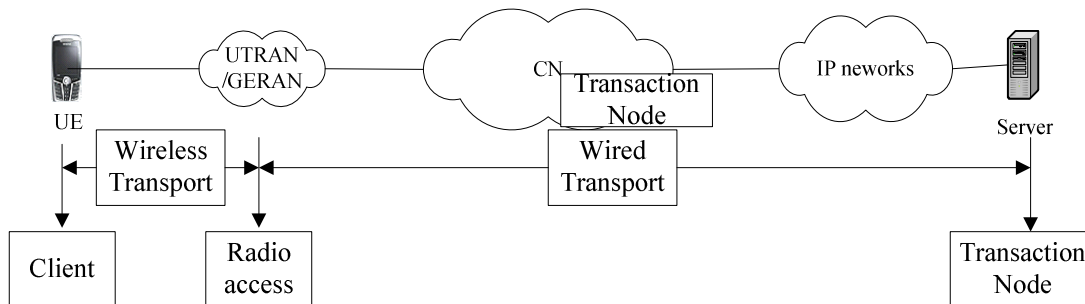 UTRAN
/GERAN
CN
Transaction
Node
IP neworks
UE
Server
Wireless
Transport
Wired
Transport
Client
Radio
access
Transaction
Node